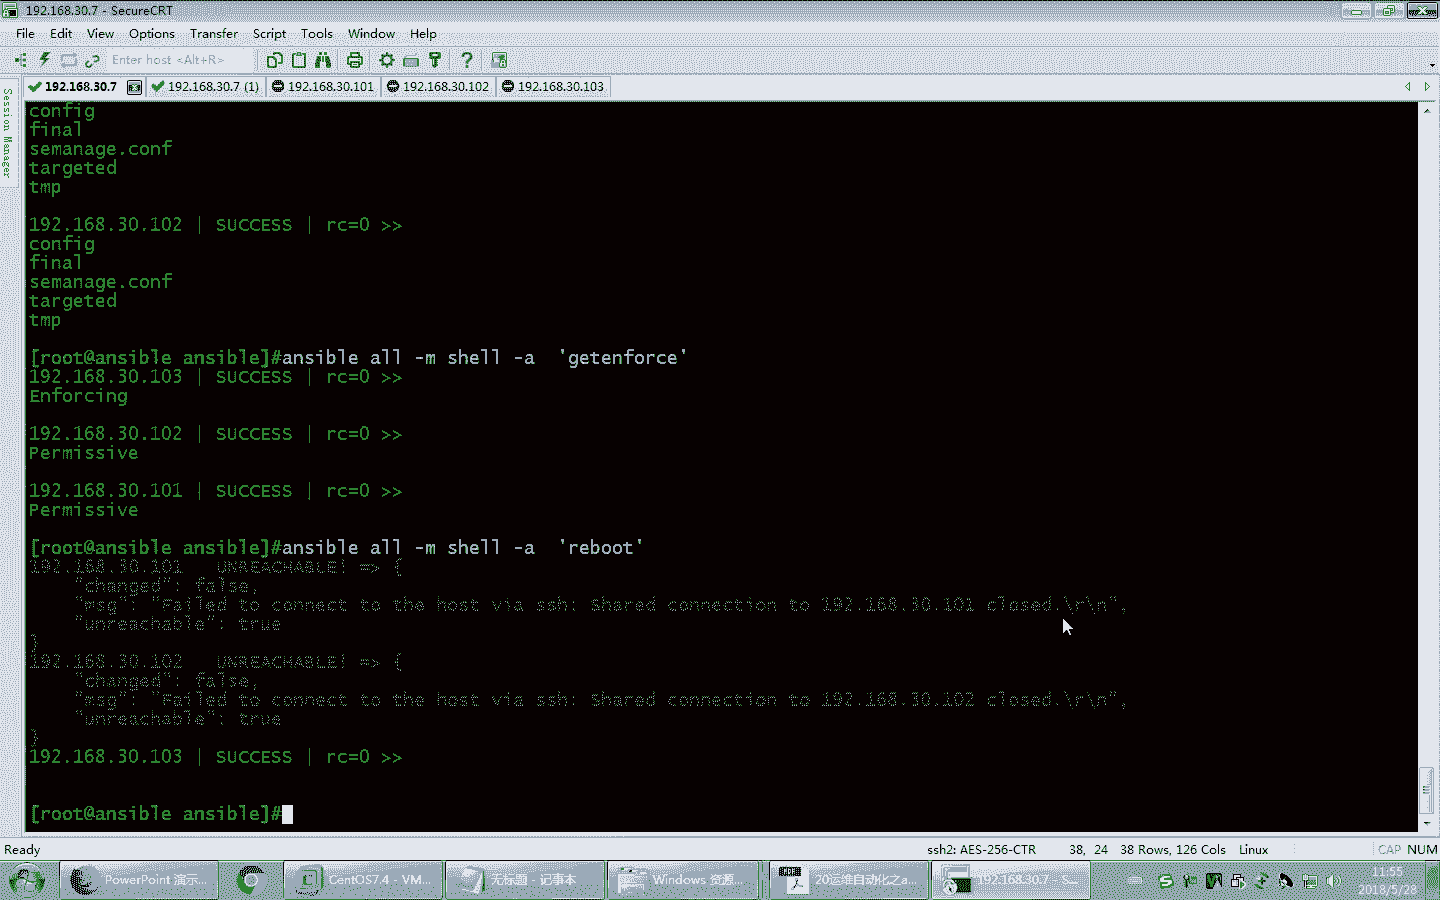 192.168.30.7 - SecureCRT
File Edit View Options Transfer Script Tools Window Help
Enter host <Alt+R>
Session Manager
192.168.30.7 192.168.30.7 (1) 192.168.30.101 192.168.30.102 192.168.30.103
config
final
semanage.conf
targeted
tmp
192.168.30.102 | SUCCESS | rc=0 >>
config
final
semanage.conf
targeted
tmp
[root@ansible ansible]#ansible all -m shell -a  'getenforce'
192.168.30.103 | SUCCESS | rc=0 >>
Enforcing
192.168.30.102 | SUCCESS | rc=0 >>
Permissive
192.168.30.101 | SUCCESS | rc=0 >>
Permissive
[root@ansible ansible]#ansible all -m shell -a  'reboot'
192.168.30.101   UNREACHABLE! => {
    "changed": false,
    "msg": "Failed to connect to the host via ssh: Shared connection to 192.168.30.101 closed.\r\n",
    "unreachable": true
}
192.168.30.102   UNREACHABLE! => {
    "changed": false,
    "msg": "Failed to connect to the host via ssh: Shared connection to 192.168.30.102 closed.\r\n",
    "unreachable": true
}
192.168.30.103 | SUCCESS | rc=0 >>
[root@ansible ansible]#
Ready ssh2: AES-256-CTR 38, 24 38 Rows, 126 Cols Linux CAP NUM
PowerPoint 演示... CentOS7.4 - VM... 无标题 - 记事本 Windows 资源... 20运维自动化之a... 192.168.30.7 - S...
11:55
2018/5/28